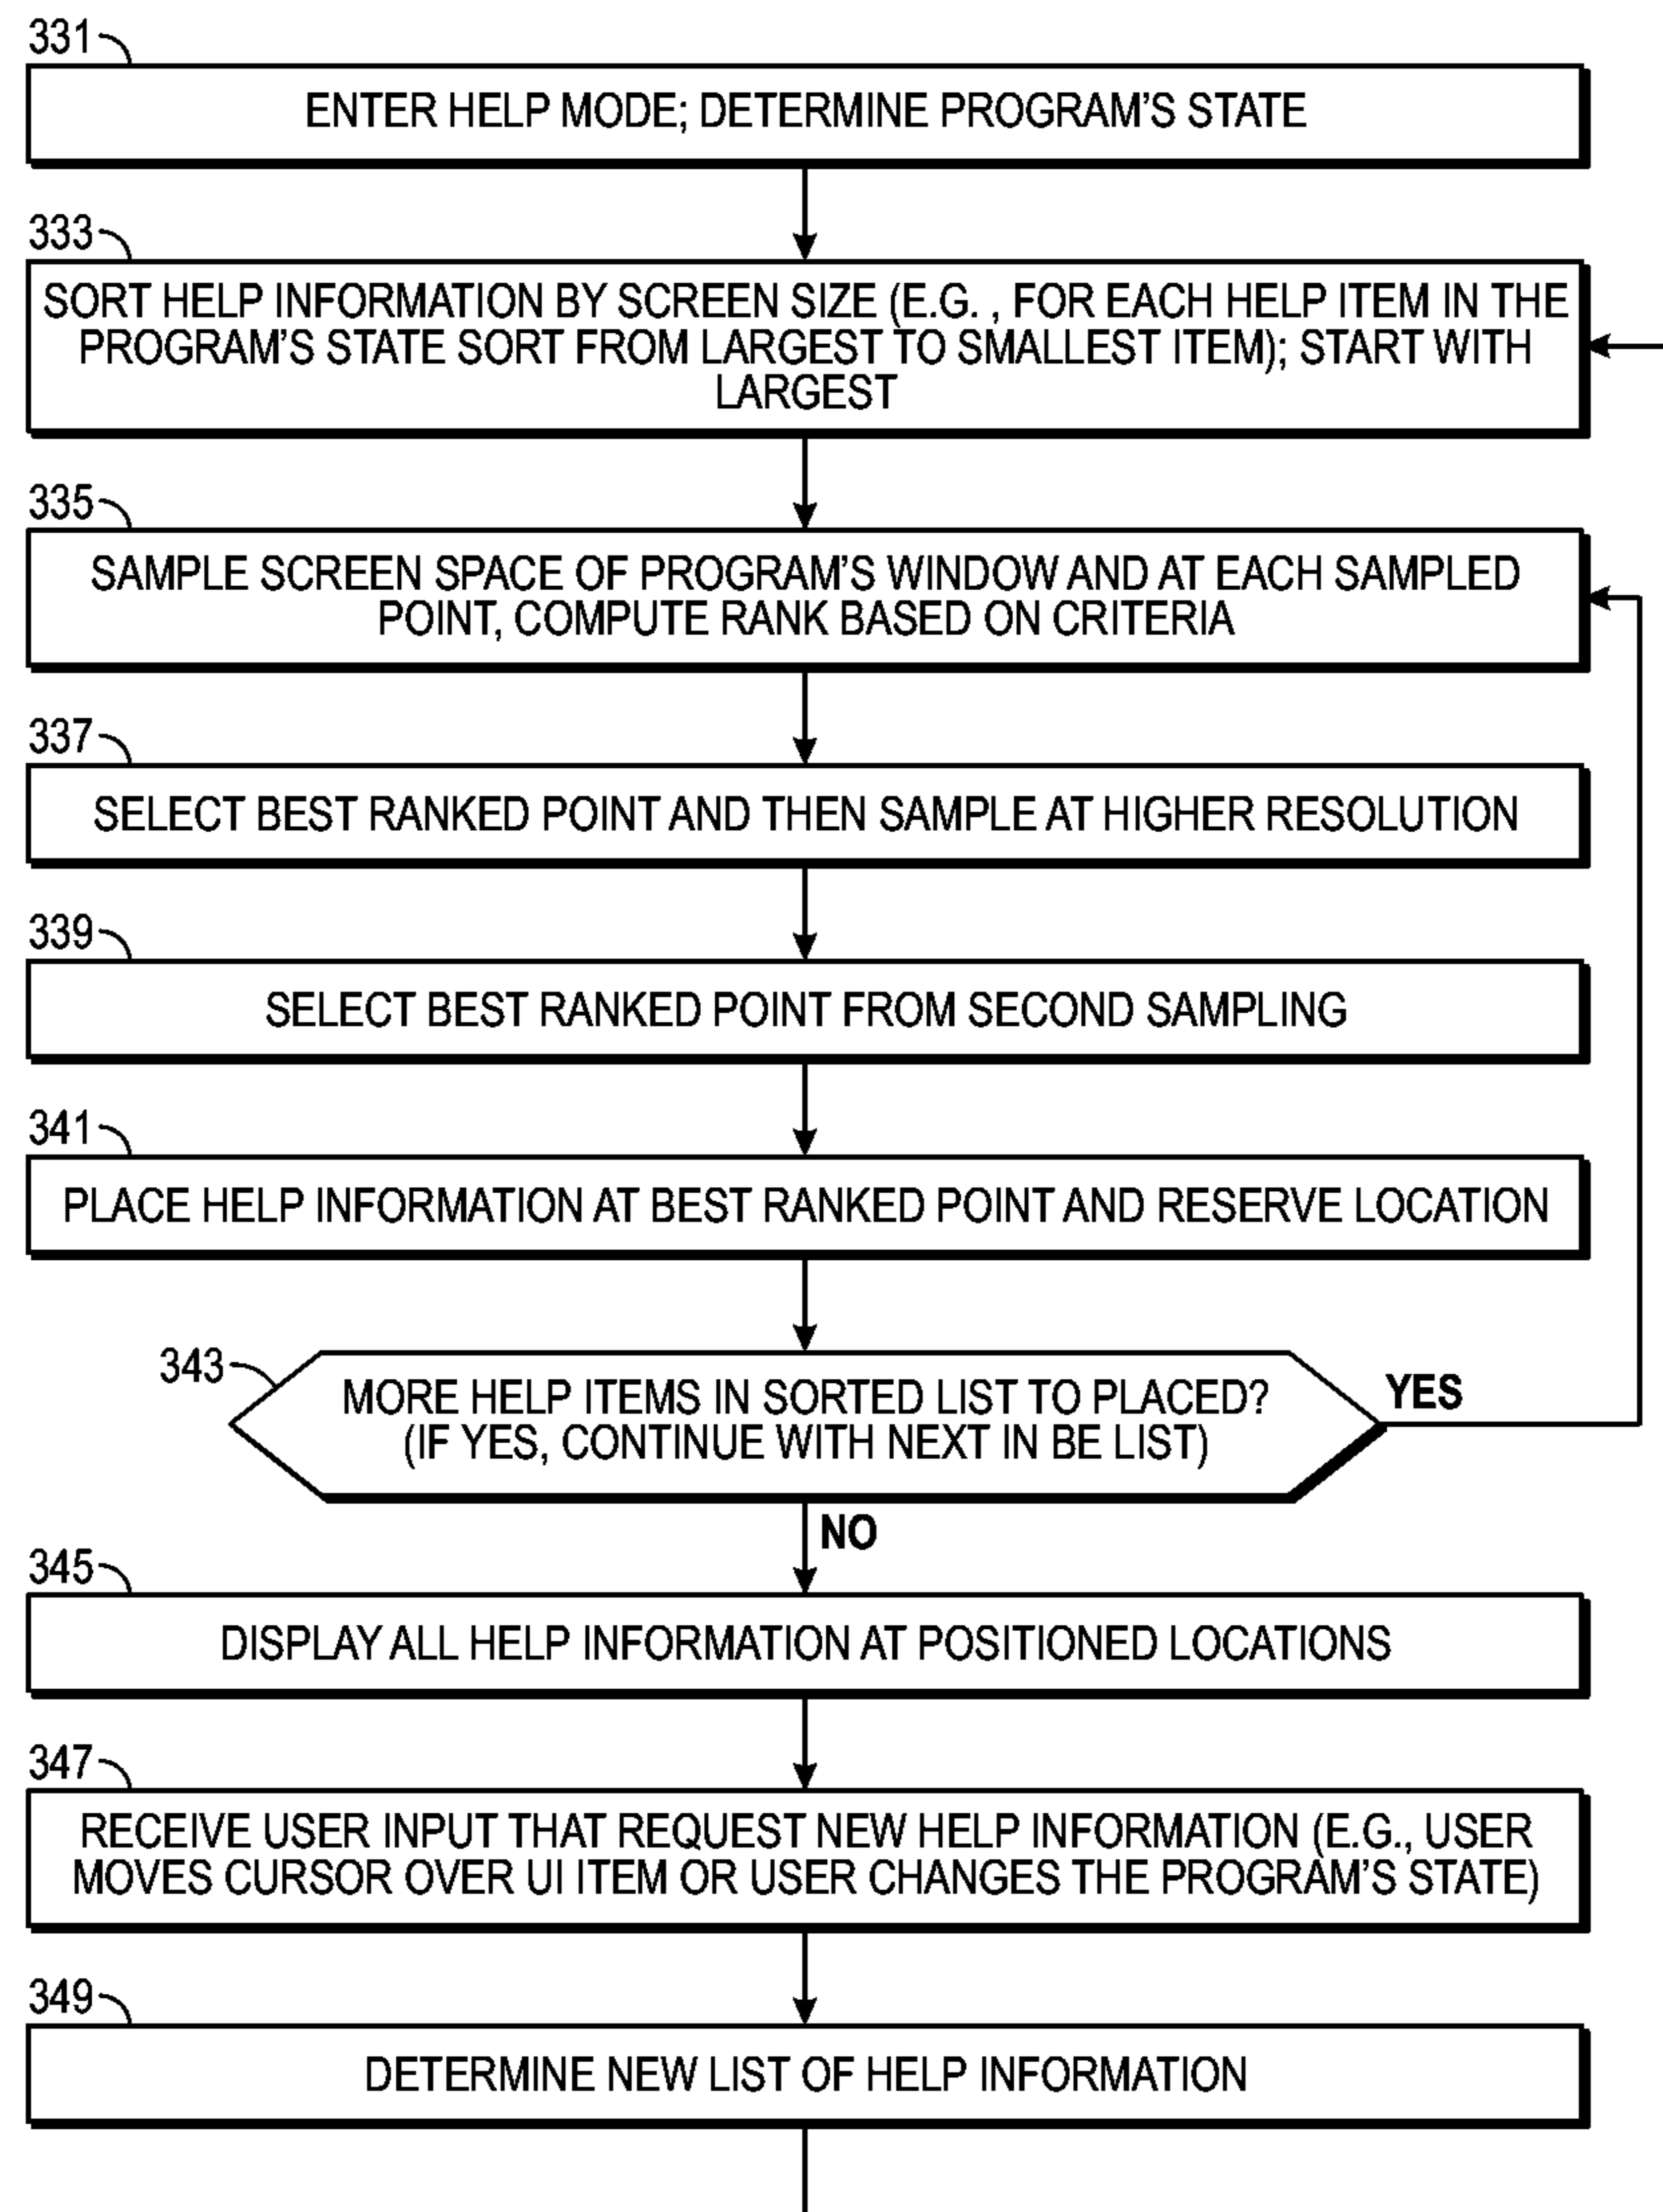 331
ENTER HELP MODE; DETERMINE PROGRAM'S STATE
333
SORT HELP INFORMATION BY SCREEN SIZE (E.G. , FOR EACH HELP ITEM IN THE
PROGRAM'S STATE SORT FROM LARGEST TO SMALLEST ITEM); START WITH
LARGEST
335
SAMPLE SCREEN SPACE OF PROGRAM'S WINDOW AND AT EACH SAMPLED
POINT, COMPUTE RANK BASED ON CRITERIA
337
SELECT BEST RANKED POINT AND THEN SAMPLE AT HIGHER RESOLUTION
339
SELECT BEST RANKED POINT FROM SECOND SAMPLING
341
PLACE HELP INFORMATION AT BEST RANKED POINT AND RESERVE LOCATION
343
MORE HELP ITEMS IN SORTED LIST TO PLACED?
(IF YES, CONTINUE WITH NEXT IN BE LIST)
YES
NO
345
DISPLAY ALL HELP INFORMATION AT POSITIONED LOCATIONS
347
RECEIVE USER INPUT THAT REQUEST NEW HELP INFORMATION (E.G., USER
MOVES CURSOR OVER UI ITEM OR USER CHANGES THE PROGRAM'S STATE)
349
DETERMINE NEW LIST OF HELP INFORMATION